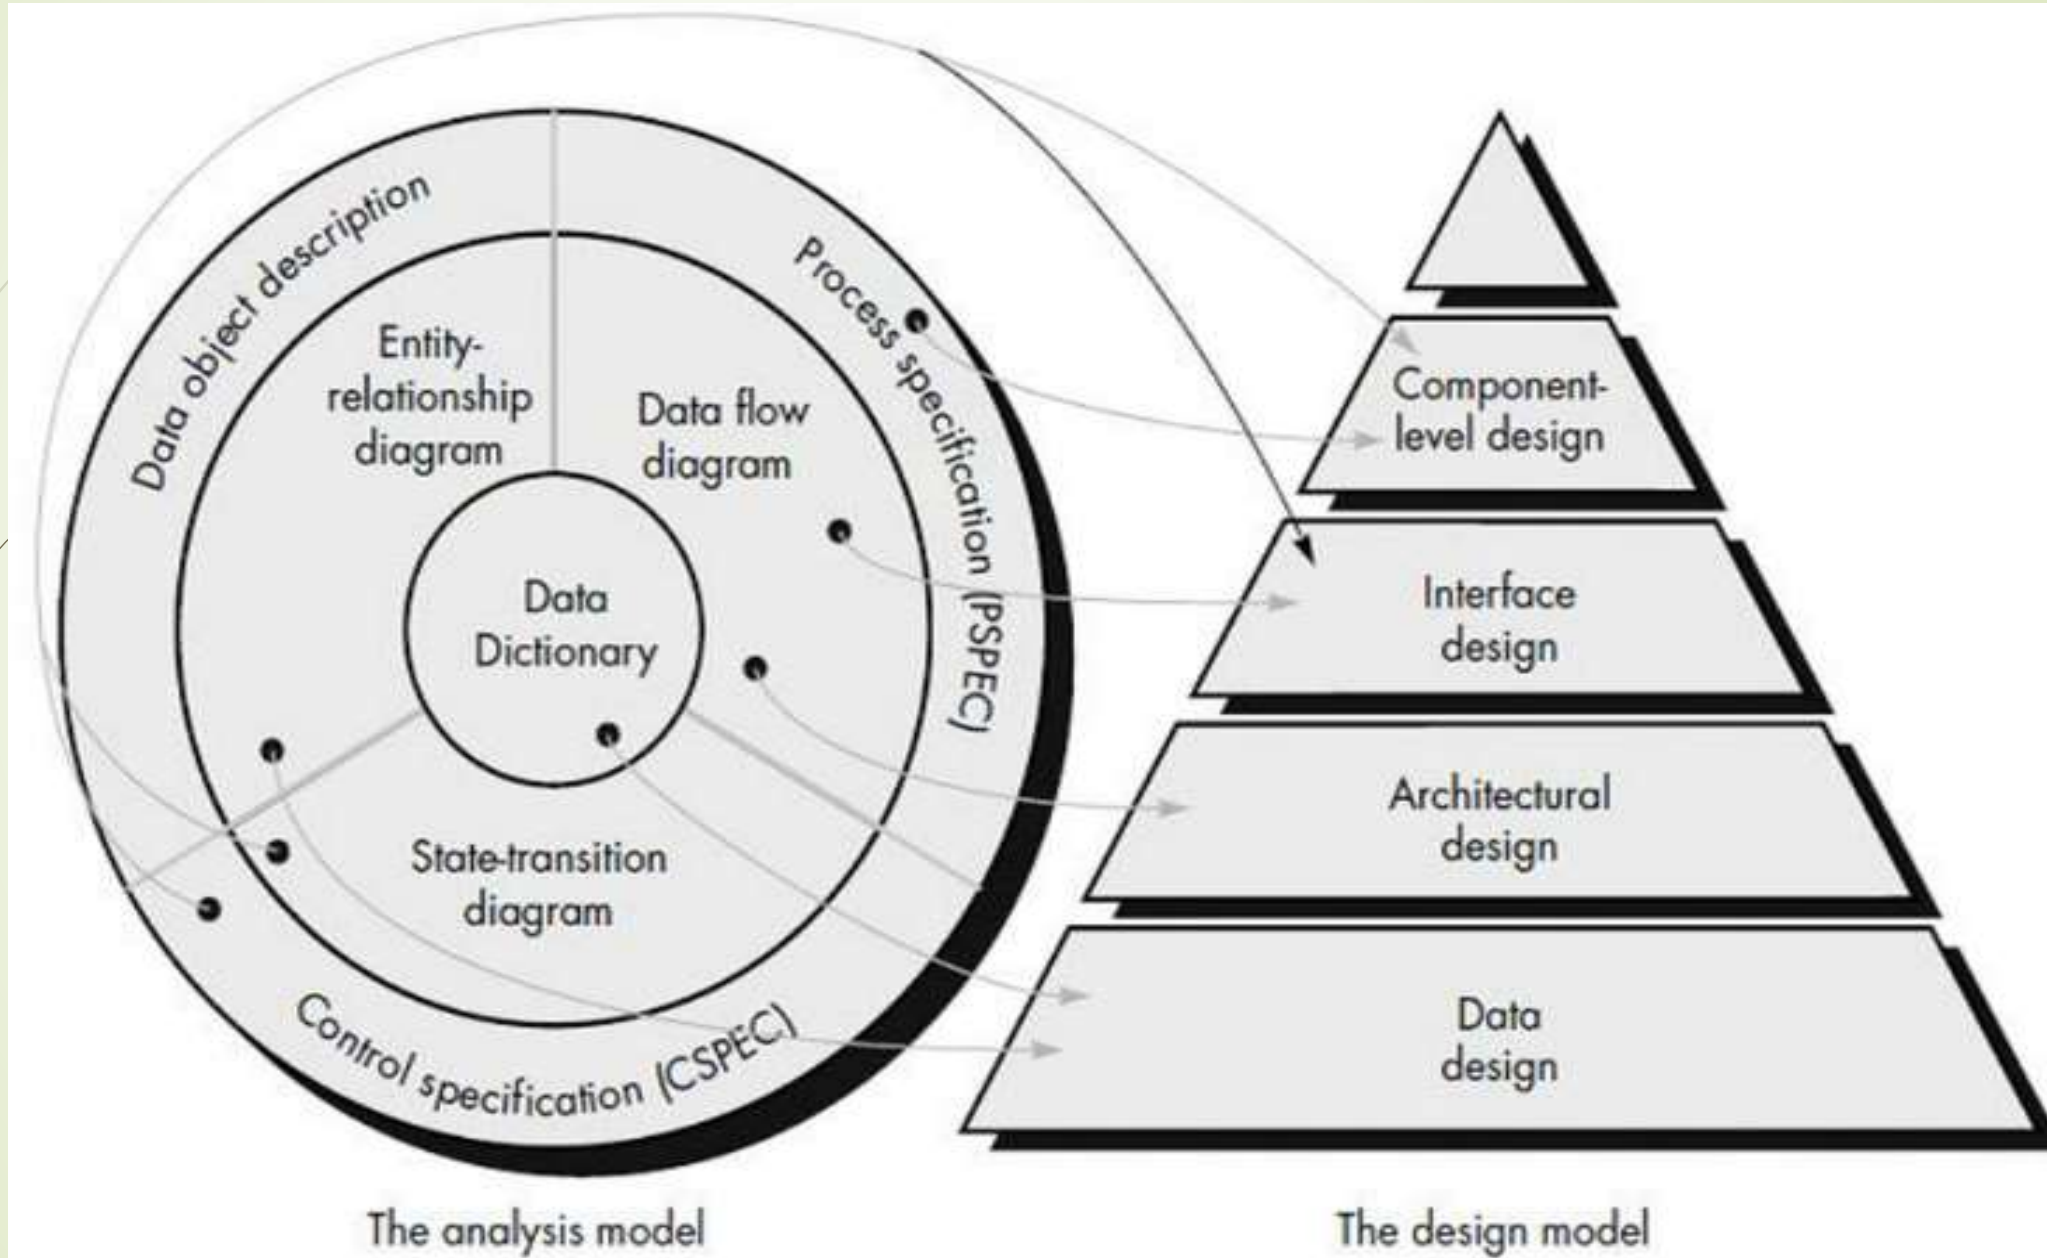 Data object description
Process specification (PSPEC)
Entity-
relationship
diagram
Data flow
diagram
Data
Dictionary
State-transition
diagram
Control specification (CSPEC)
Component-
level design
Interface
design
Architectural
design
Data
design
The analysis model
The design model